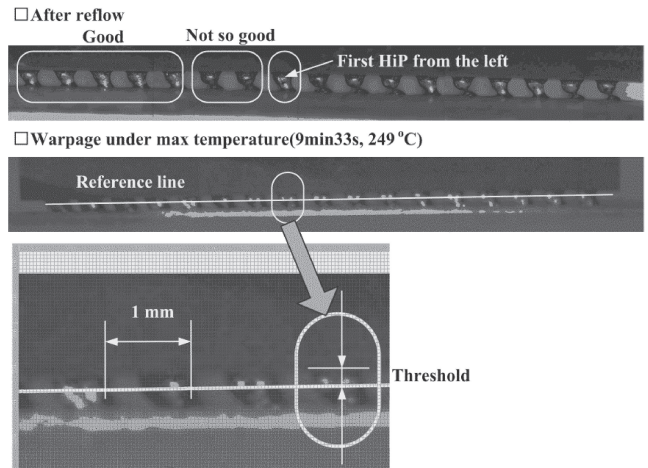 □After reflow
Good
Not so good
First HiP from the left
□Warpage under max temperature(9min33s, 249 °C)
Reference line
1 mm
Threshold